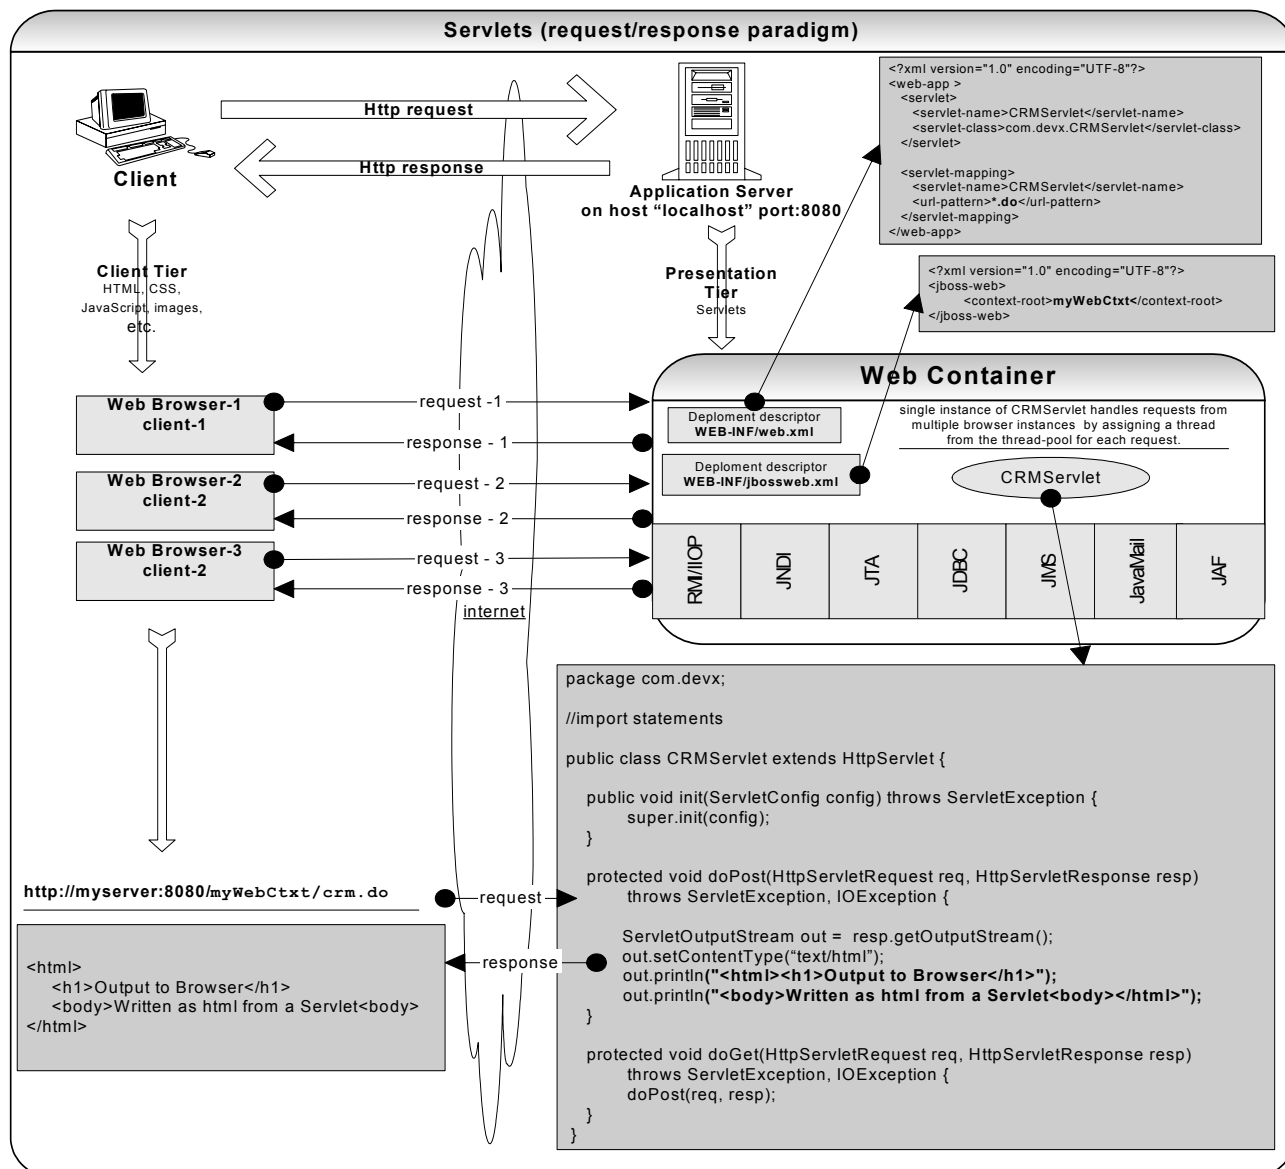 Servlets (request/response paradigm)
Http request
Http response
Client
Application Server
on host “localhost” port:8080
<?xml version="1.0" encoding="UTF-8"?>
<web-app >
<servlet>
<servlet-name>CRMServlet</servlet-name>
<servlet-class>com.devx.CRMServlet</servlet-class>
</servlet>
<servlet-mapping>
<servlet-name>CRMServlet</servlet-name>
<url-pattern>*.do</url-pattern>
</servlet-mapping>
</web-app>
Client Tier
HTML, CSS,
JavaScript, images,
etc.
Presentation
Tier
Servlets
<?xml version="1.0" encoding="UTF-8"?>
<jboss-web>
<context-root>myWebCtxt</context-root>
</jboss-web>
Web Container
Web Browser-1
client-1
request -1
response - 1
Deploment descriptor
WEB-INF/web.xml
single instance of CRMServlet handles requests from
multiple browser instances by assigning a thread
from the thread-pool for each request.
Web Browser-2
client-2
request - 2
response - 2
Deploment descriptor
WEB-INF/jbossweb.xml
CRMServlet
Web Browser-3
client-2
request - 3
response - 3
internet
RMI/IIOP
JNDI
JTA
JDBC
JMS
JavaMail
JAF
http://myserver:8080/myWebCtxt/crm.do
request
response
<html>
<h1>Output to Browser</h1>
<body>Written as html from a Servlet<body>
</html>
package com.devx;
//import statements
public class CRMServlet extends HttpServlet {
public void init(ServletConfig config) throws ServletException {
super.init(config);
}
protected void doPost(HttpServletRequest req, HttpServletResponse resp)
throws ServletException, IOException {
ServletOutputStream out = resp.getOutputStream();
out.setContentType(“text/html”);
out.println("<html><h1>Output to Browser</h1>");
out.println("<body>Written as html from a Servlet<body></html>");
}
protected void doGet(HttpServletRequest req, HttpServletResponse resp)
throws ServletException, IOException {
doPost(req, resp);
}
}